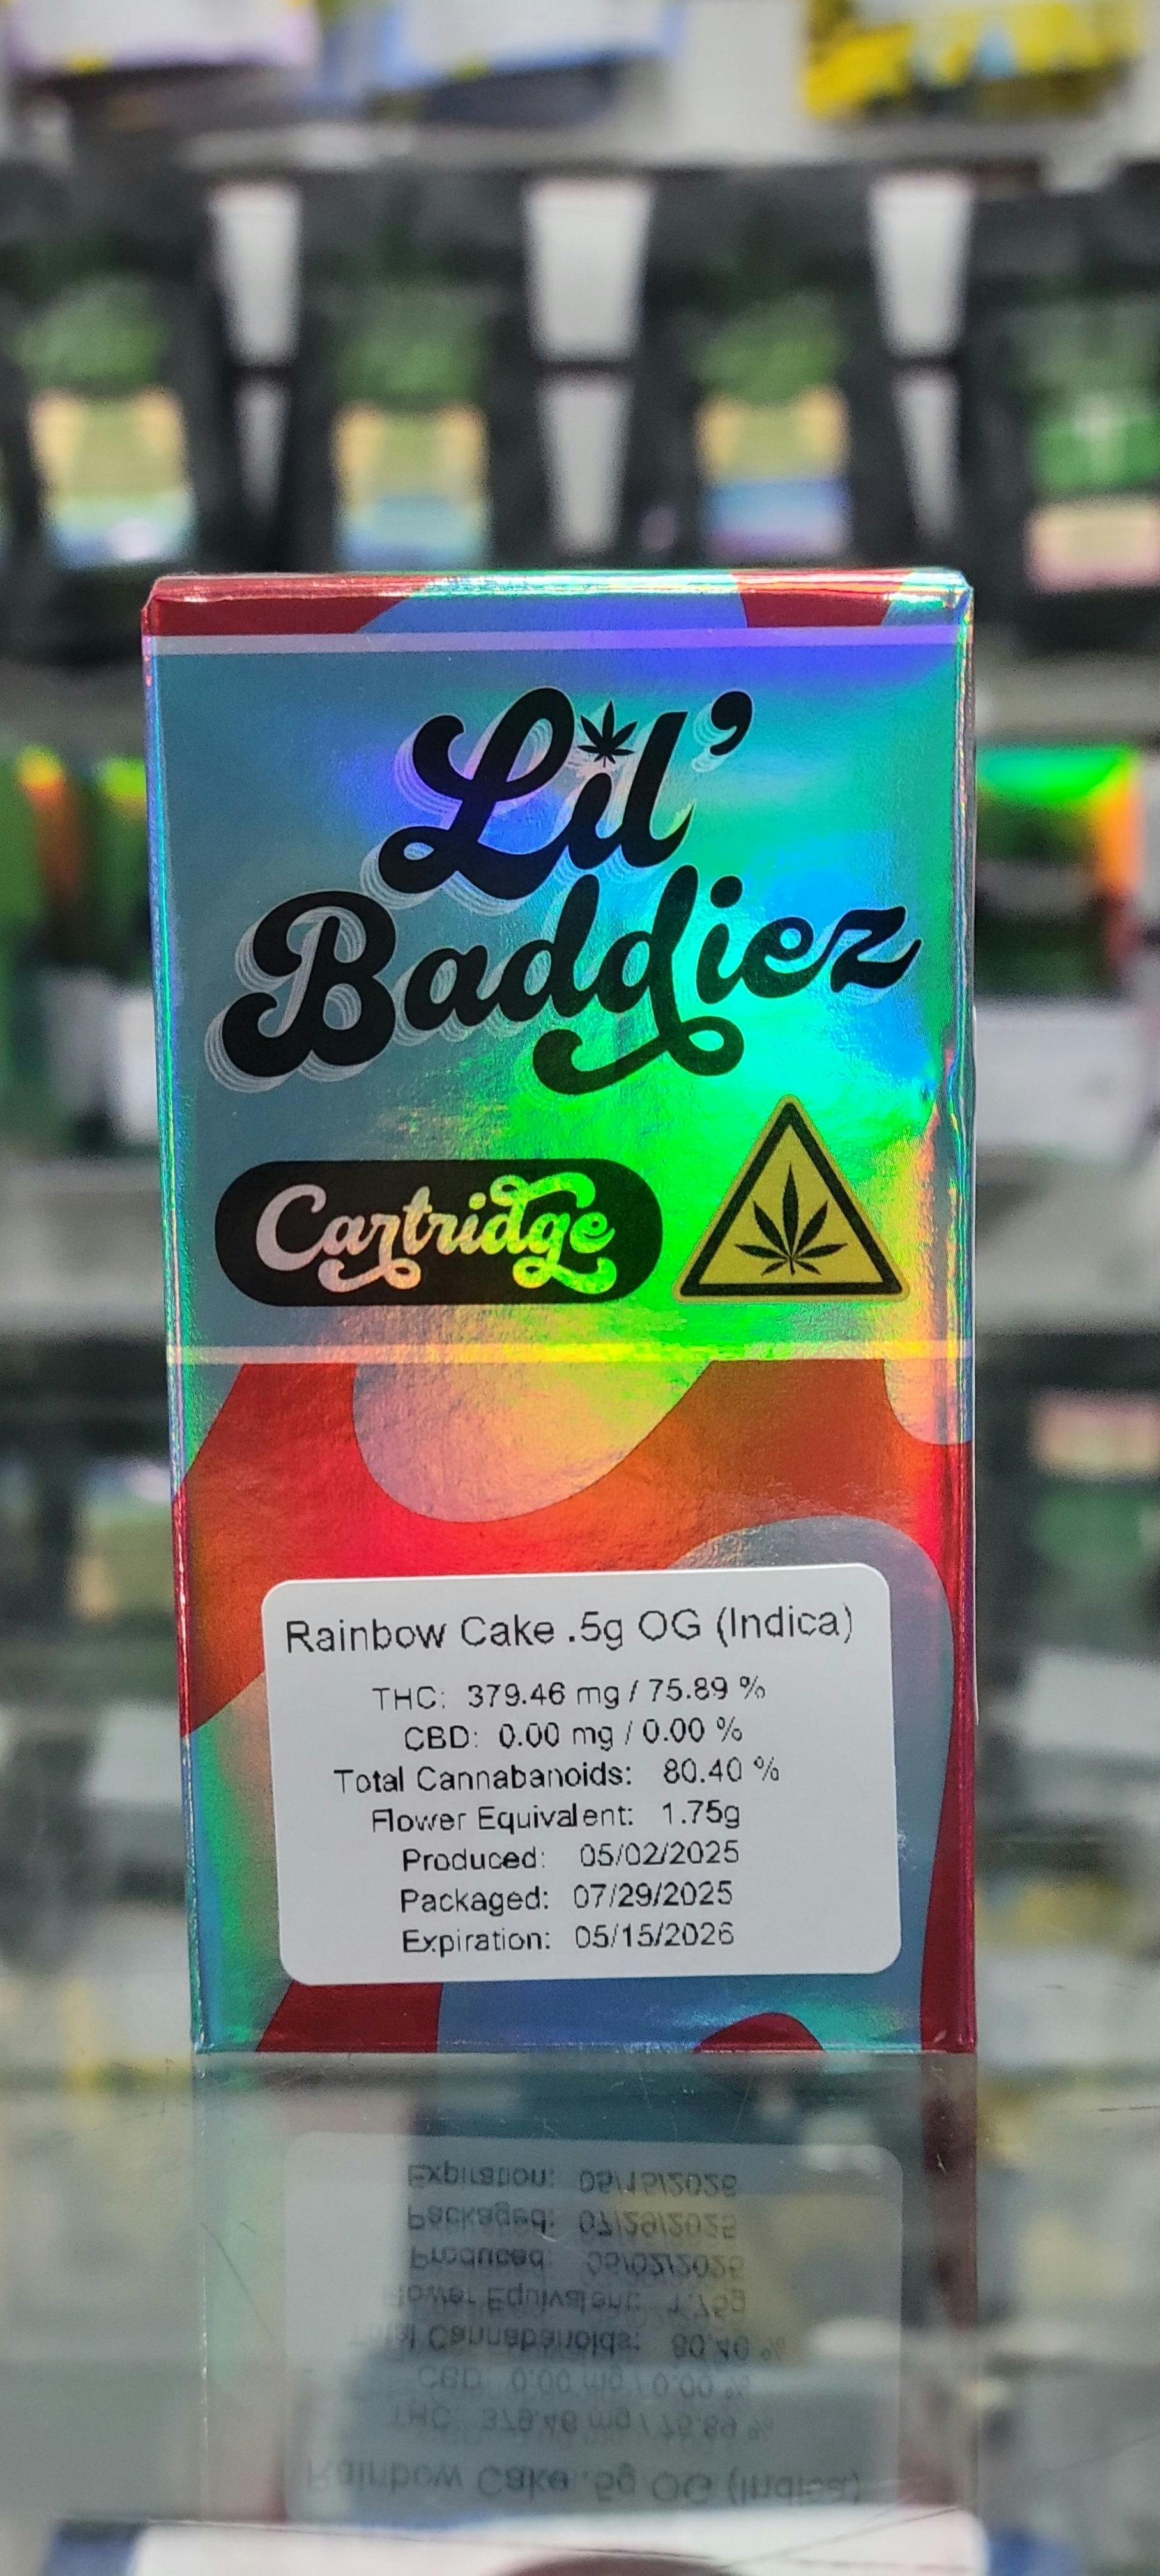 Lil'
Baddiez
Cartridge
Rainbow Cake .5g OG (Indica)
THC: 379.46 mg / 75.89 %
CBD: 0.00 mg / 0.00 %
Total Cannabanoids: 80.40 %
Flower Equivalent: 1.75g
Produced: 05/02/2025
Packaged: 07/29/2025
Expiration: 05/15/2026